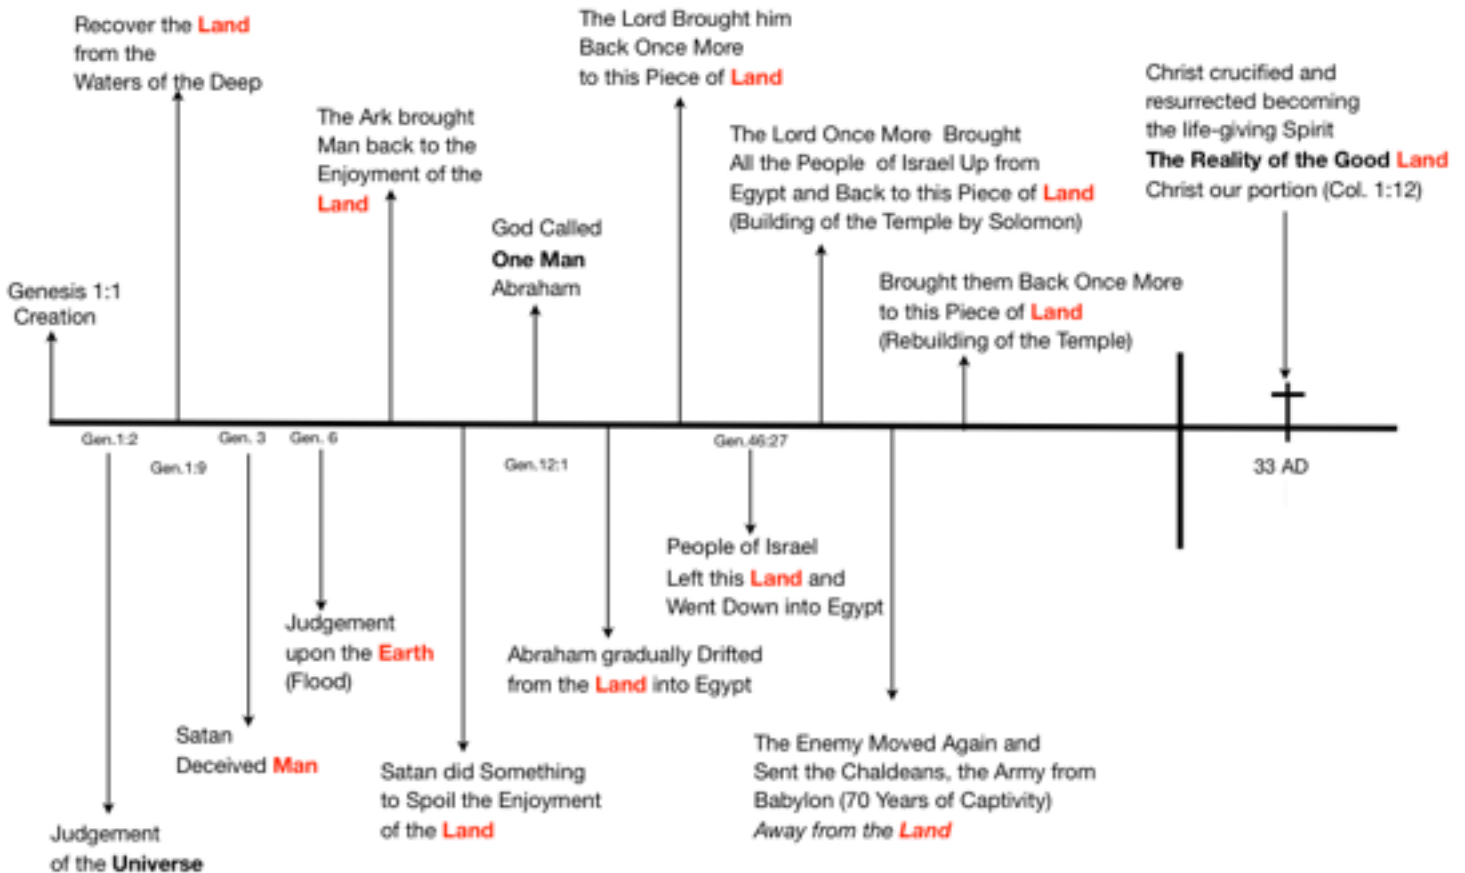 Recover the Land
from the
Waters of the Deep
The Lord Brought him
Back Once More
to this Piece of Land
Christ crucified and
resurrected becoming
the life-giving Spirit
The Reality of the Good Land
Christ our portion (Col. 1:12)
The Ark brought
Man back to the
Enjoyment of the
Land
The Lord Once More Brought
All the People of Israel Up from
Egypt and Back to this Piece of Land
(Building of the Temple by Solomon)
God Called
One Man
Abraham
Genesis 1:1
Creation
Brought them Back Once More
to this Piece of Land
(Rebuilding of the Temple)
Gen.1:2
Gen. 3
Gen. 6
Gen.46:27
Gen.1:9
Gen.12:1
33 AD
People of Israel
Left this Land and
Went Down into Egypt
Judgement
upon the Earth
(Flood)
Abraham gradually Drifted
from the Land into Egypt
Satan
Deceived Man
The Enemy Moved Again and
Sent the Chaldeans, the Army from
Babylon (70 Years of Captivity)
Away from the Land
Satan did Something
to Spoil the Enjoyment
of the Land
Judgement
of the Universe